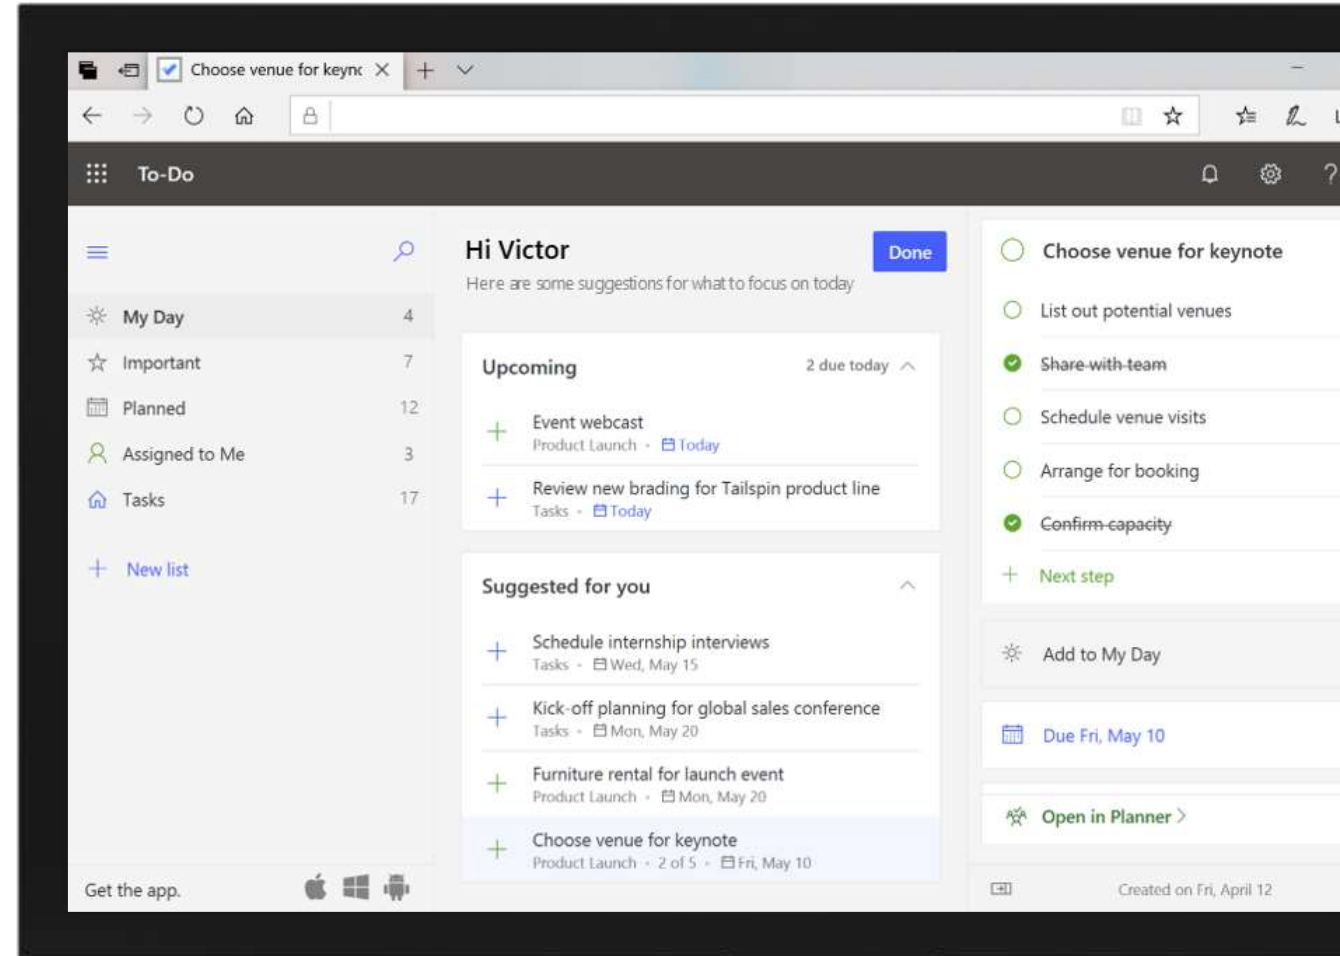 Choose venue for keync
To-Do
?
Hi Victor
Done
Here are some suggestions for what to focus on today
My Day 4
Important 7
Planned 12
Assigned to Me 3
Tasks 17
New list
Get the app.
Upcoming 2 due today
Event webcast
Product Launch • Today
Review new brading for Tailspin product line
Tasks • Today
Suggested for you
Schedule internship interviews
Tasks • Wed, May 15
Kick-off planning for global sales conference
Tasks • Mon, May 20
Furniture rental for launch event
Product Launch • Mon, May 20
Choose venue for keynote
Product Launch • 2 of 5 • Fri, May 10
Choose venue for keynote
List out potential venues
Share with team
Schedule venue visits
Arrange for booking
Confirm capacity
Next step
Add to My Day
Due Fri, May 10
Open in Planner >
Created on Fri, April 12